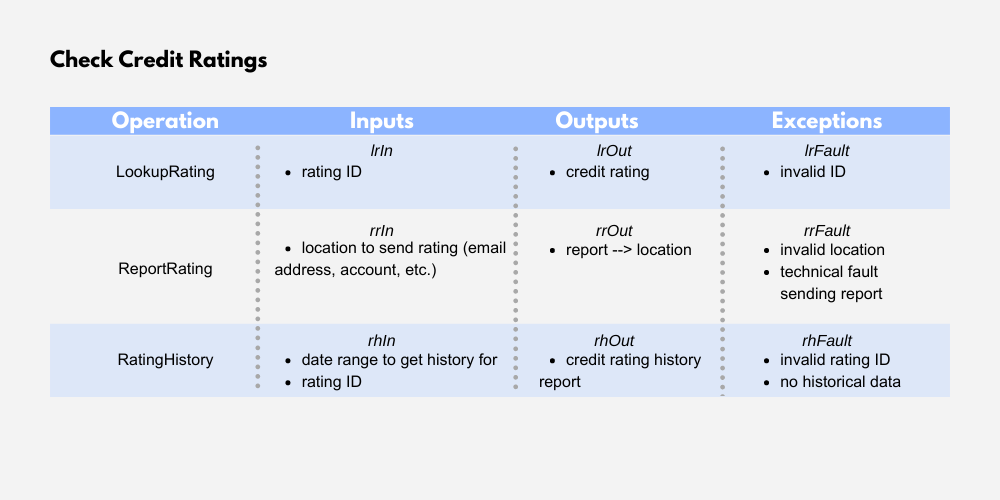 Check Credit Ratings
Operation Inputs Outputs Exceptions
LookupRating
lrIn
• rating ID
lrOut
• credit rating
lrFault
• invalid ID
ReportRating
rrIn
• location to send rating (email
address, account, etc.)
rrOut
• report --> location
rrFault
• invalid location
• technical fault
sending report
RatingHistory
rhIn
• date range to get history for
• rating ID
rhOut
• credit rating history
report
rhFault
• invalid rating ID
• no historical data